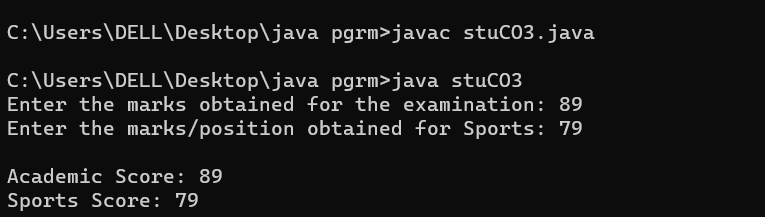 C:\Users\DELL\Desktop\java pgrm>javac stuCO3.java
C:\Users\DELL\Desktop\java pgrm>java stuCO3
Enter the marks obtained for the examination: 89
Enter the marks/position obtained for Sports: 79
Academic Score: 89
Sports Score: 79